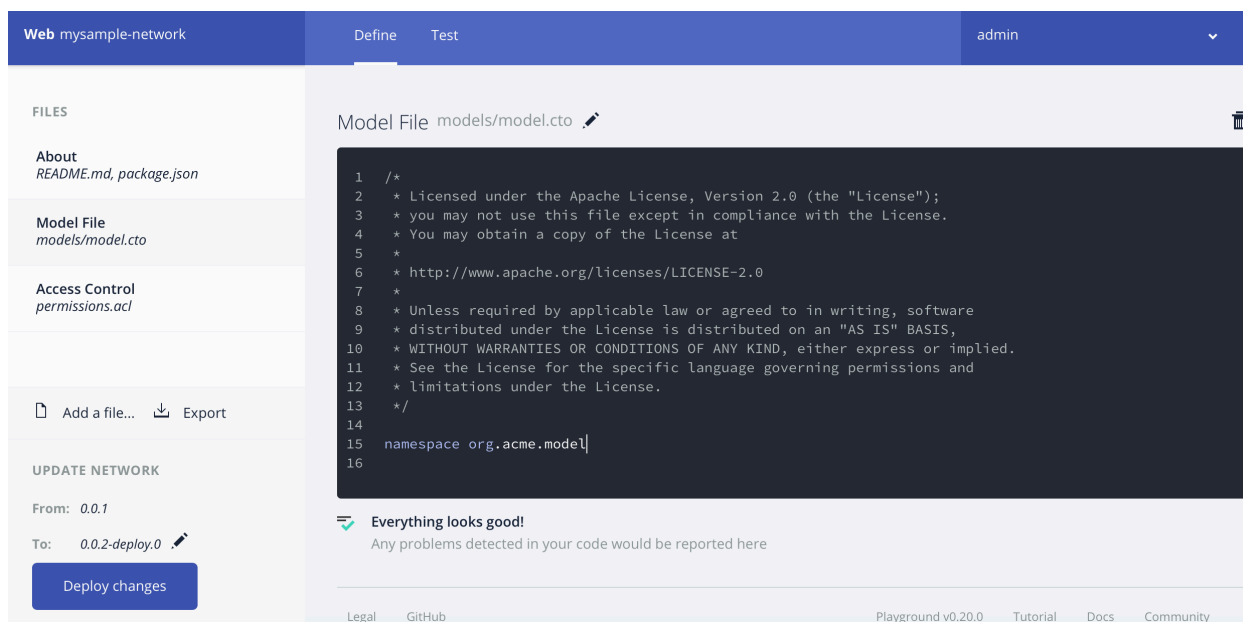 Web mysample-network
Define
Test
admin
FILES
About
README.md, package.json
Model File
models/model.cto
Access Control
permissions.acl
Add a file...
Export
UPDATE NETWORK
From: 0.0.1
To: 0.0.2-deploy.0
Deploy changes
Model File models/model.cto
1 /*
2 * Licensed under the Apache License, Version 2.0 (the "License");
3 * you may not use this file except in compliance with the License.
4 * You may obtain a copy of the License at
5 *
6 * http://www.apache.org/licenses/LICENSE-2.0
7 *
8 * Unless required by applicable law or agreed to in writing, software
9 * distributed under the License is distributed on an "AS IS" BASIS,
10 * WITHOUT WARRANTIES OR CONDITIONS OF ANY KIND, either express or implied.
11 * See the License for the specific language governing permissions and
12 * limitations under the License.
13 */
14
15 namespace org.acme.model
16
Everything looks good!
Any problems detected in your code would be reported here
Legal
GitHub
Playground v0.20.0
Tutorial
Docs
Community